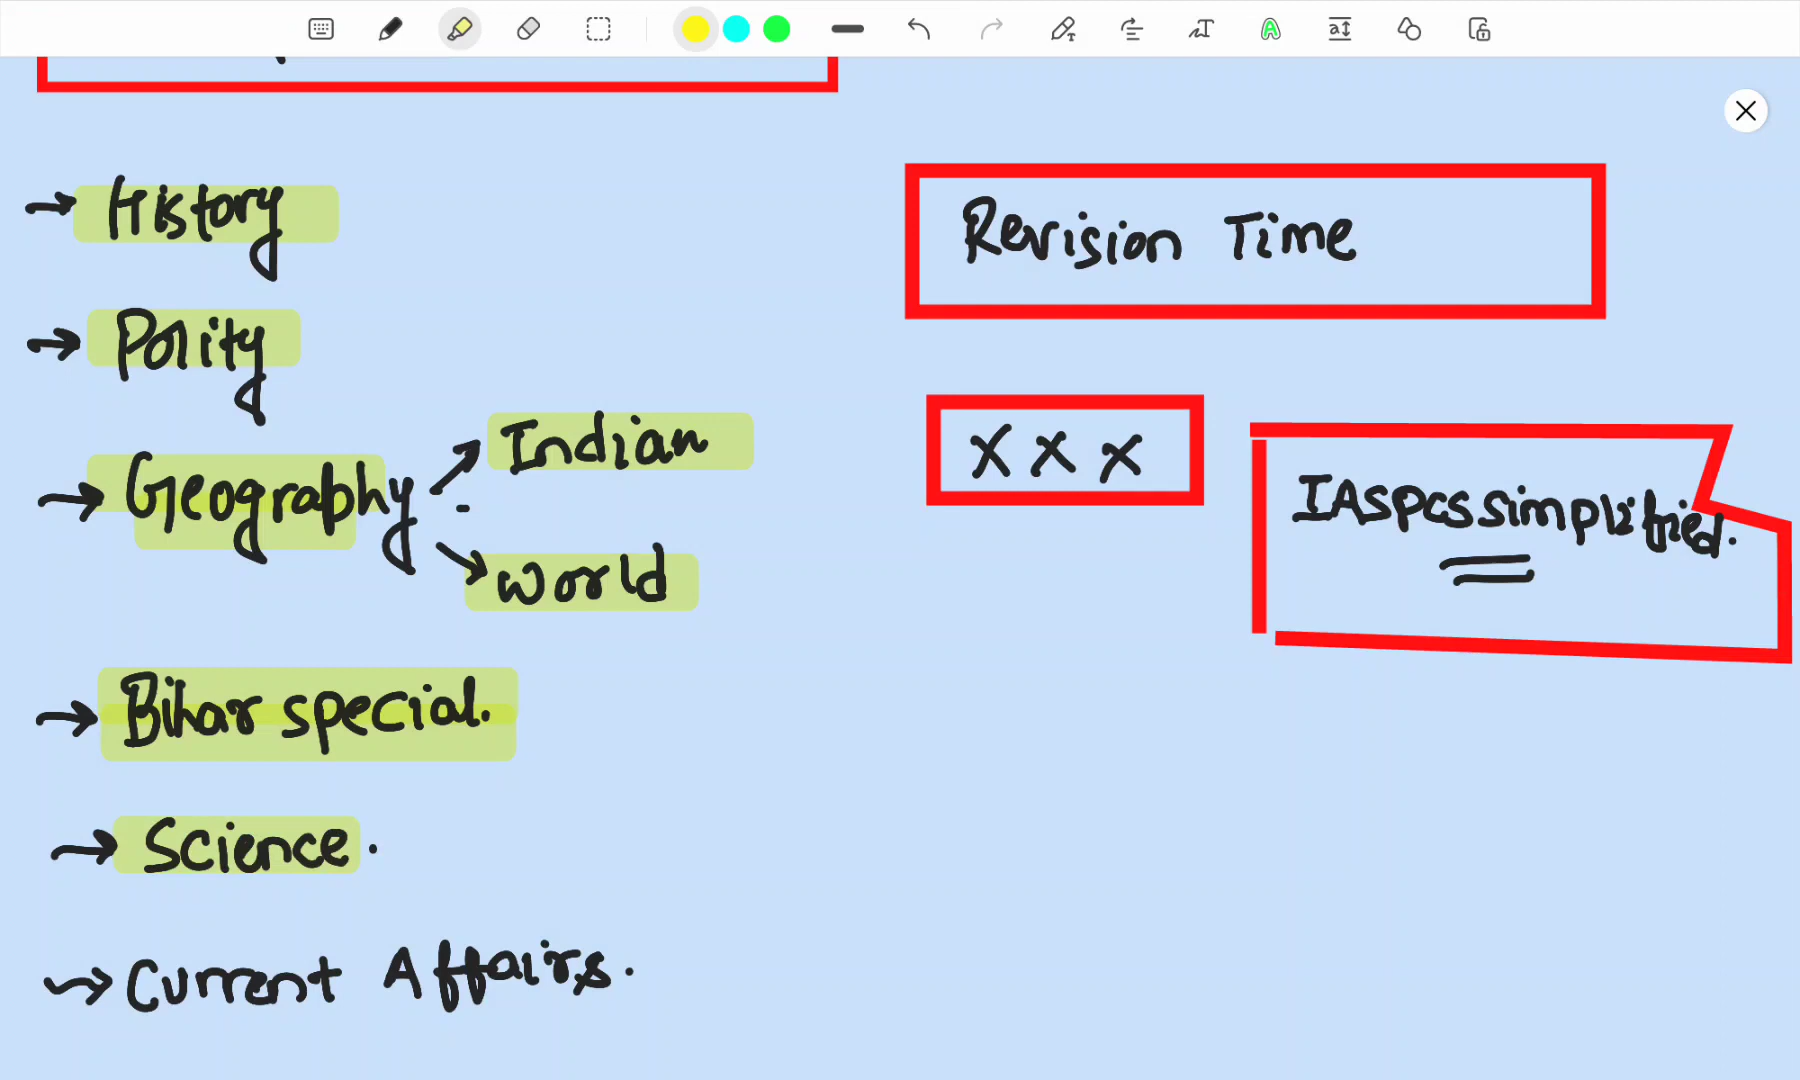 → History
→ Polity
→ Geography
Indian
World
→ Bihar special.
→ Science.
→ Current Affairs.
Revision Time
X X X
IASpcssimplified.